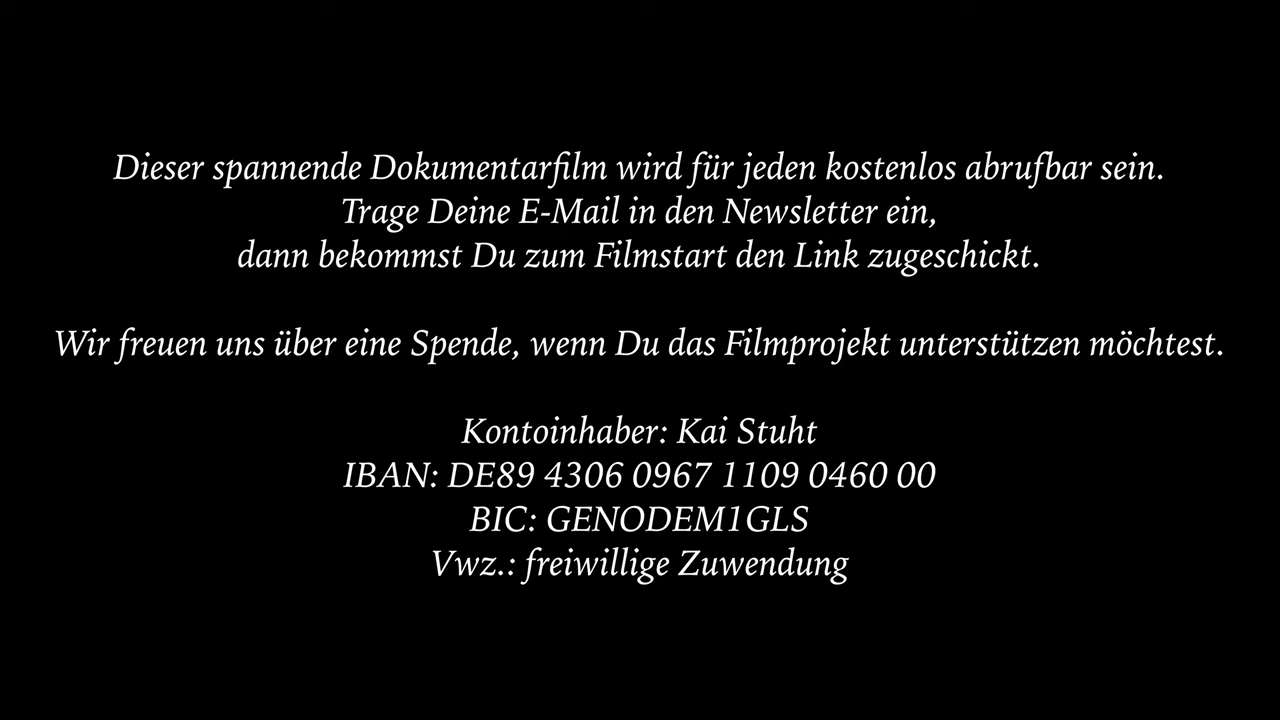 Dieser spannende Dokumentarfilm wird für jeden kostenlos abrufbar sein.
Trage Deine E-Mail in den Newsletter ein,
dann bekommst Du zum Filmstart den Link zugeschickt.
Wir freuen uns über eine Spende, wenn Du das Filmprojekt unterstützen möchtest.
Kontoinhaber: Kai Stuht
IBAN: DE89 4306 0967 1109 0460 00
BIC: GENODEM1GLS
Vwz.: freiwillige Zuwendung